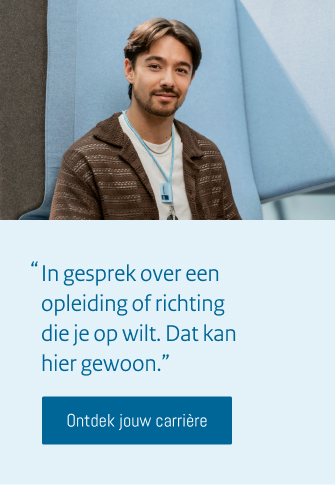 “In gesprek over een
opleiding of richting
die je op wilt. Dat kan
hier gewoon.”
Ontdek jouw carrière